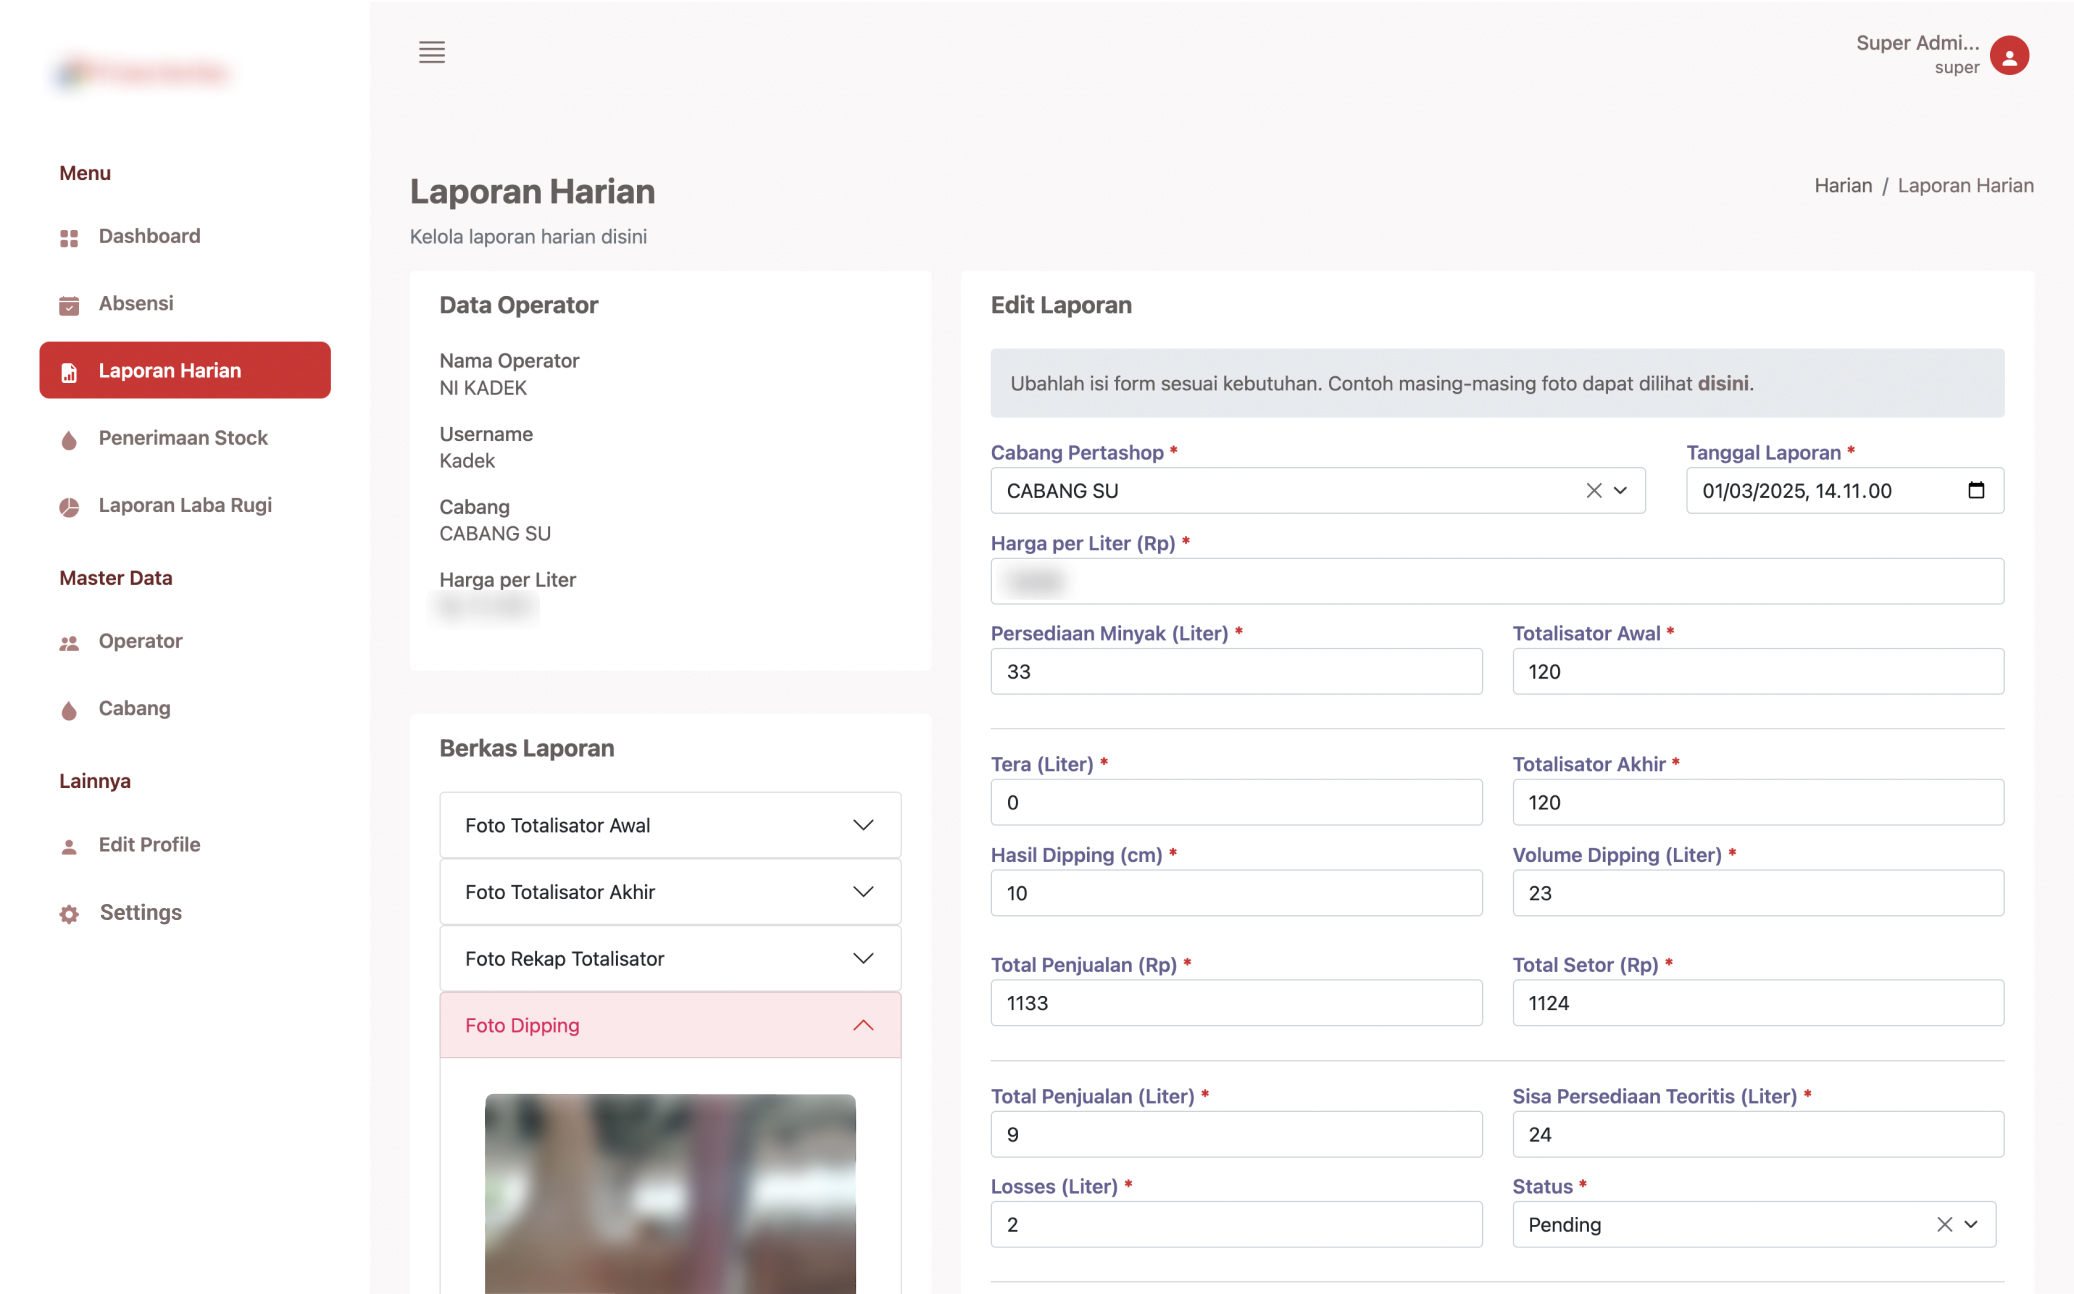 Super Admi...
super
Menu
Dashboard
Absensi
Laporan Harian
Penerimaan Stock
Laporan Laba Rugi
Master Data
Operator
Cabang
Lainnya
Edit Profile
Settings
Laporan Harian
Kelola laporan harian disini
Harian / Laporan Harian
Data Operator
Nama Operator
NI KADEK
Username
Kadek
Cabang
CABANG SU
Harga per Liter
Berkas Laporan
Foto Totalisator Awal
Foto Totalisator Akhir
Foto Rekap Totalisator
Foto Dipping
Edit Laporan
Ubahlah isi form sesuai kebutuhan. Contoh masing-masing foto dapat dilihat disini.
Cabang Pertashop *
CABANG SU
Tanggal Laporan *
01/03/2025, 14.11.00
Harga per Liter (Rp) *
Persediaan Minyak (Liter) *
33
Totalisator Awal *
120
Tera (Liter) *
0
Totalisator Akhir *
120
Hasil Dipping (cm) *
10
Volume Dipping (Liter) *
23
Total Penjualan (Rp) *
1133
Total Setor (Rp) *
1124
Total Penjualan (Liter) *
9
Sisa Persediaan Teoritis (Liter) *
24
Losses (Liter) *
2
Status *
Pending